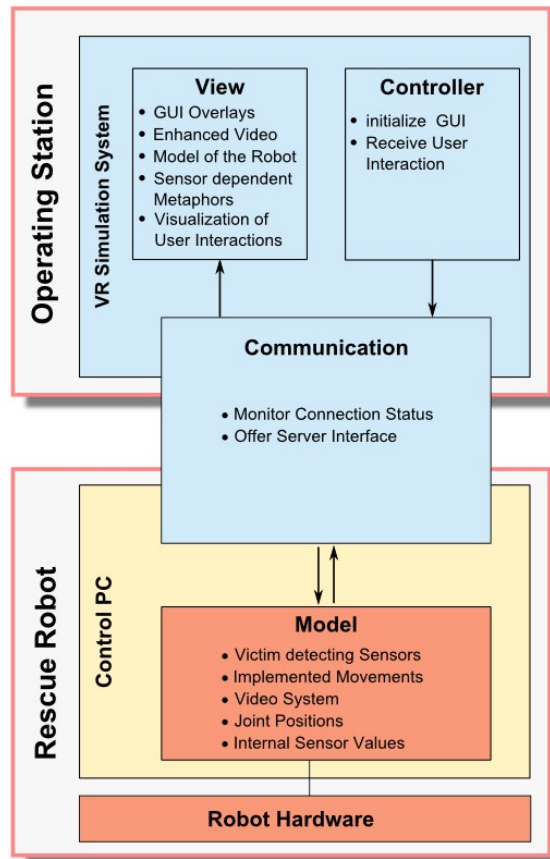 Operating Station
VR Simulation System
View
• GUI Overlays
• Enhanced Video
• Model of the Robot
• Sensor dependent
Metaphors
• Visualization of
User Interactions
Controller
• initialize GUI
• Receive User
Interaction
Communication
• Monitor Connection Status
• Offer Server Interface
Rescue Robot
Control PC
Model
• Victim detecting Sensors
• Implemented Movements
• Video System
• Joint Positions
• Internal Sensor Values
Robot Hardware